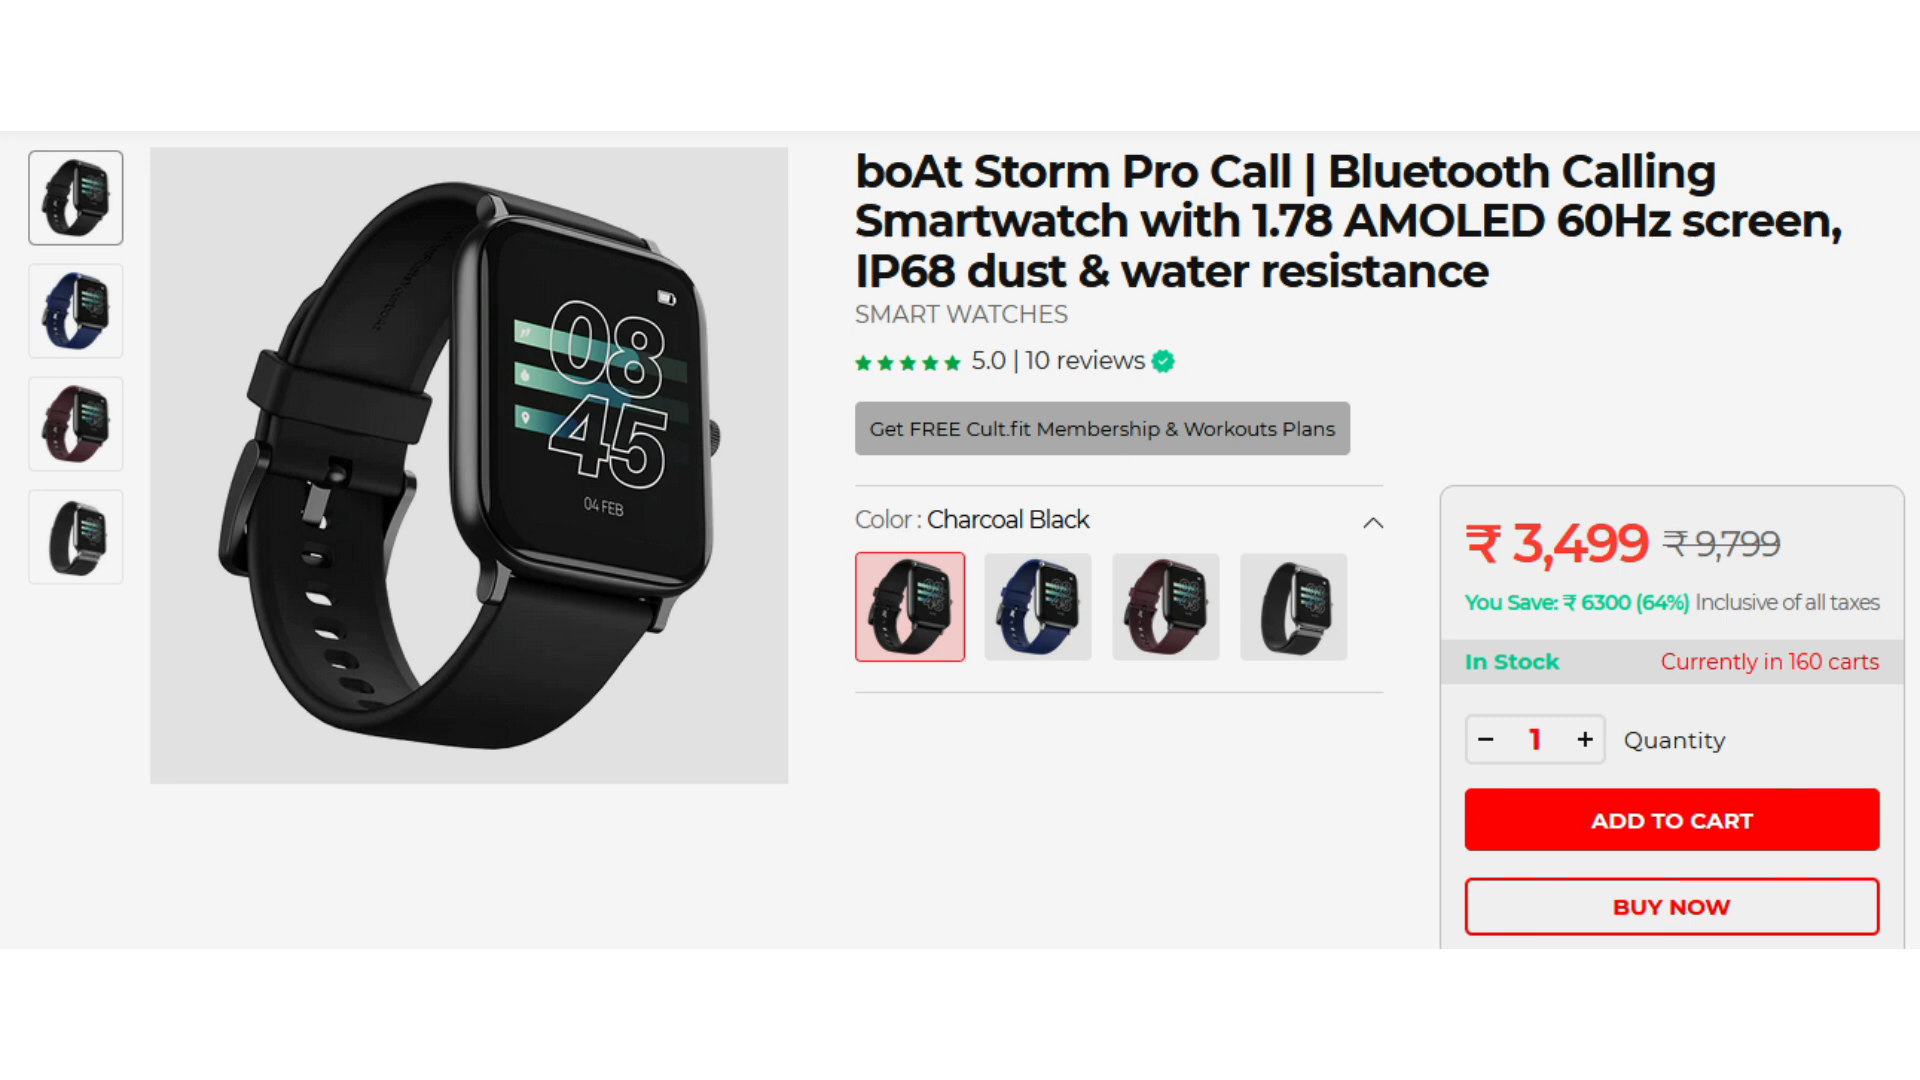 boAt Storm Pro Call | Bluetooth Calling
Smartwatch with 1.78 AMOLED 60Hz screen,
IP68 dust & water resistance
SMART WATCHES
5.0 | 10 reviews
Get FREE Cult.fit Membership & Workouts Plans
Color : Charcoal Black
08
45
04 FEB
₹ 3,499 ₹ 9,799
You Save: ₹ 6300 (64%) Inclusive of all taxes
In Stock Currently in 160 carts
− 1 + Quantity
ADD TO CART
BUY NOW